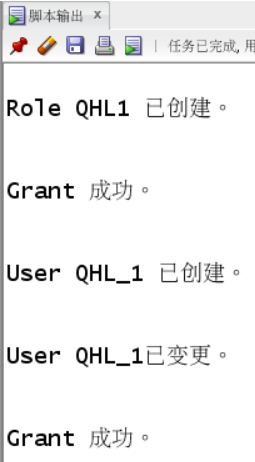 脚本输出 x
任务已完成, 用
Role QHL1 已创建。
Grant 成功。
User QHL_1 已创建。
User QHL_1已变更。
Grant 成功。